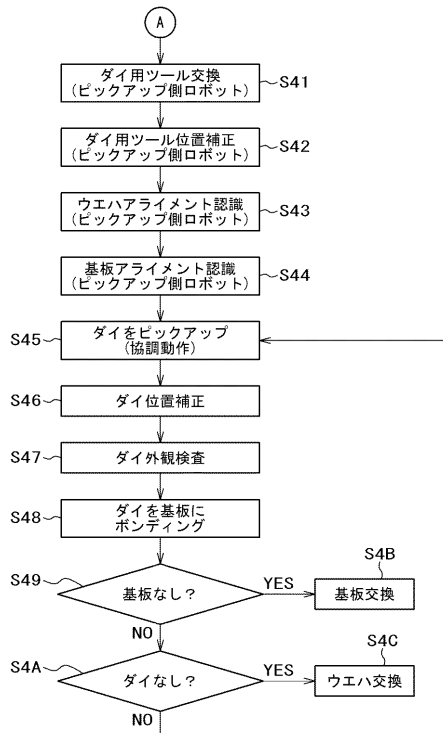 A
ダイ用ツール交換
(ピックアップ側ロボット)
S41
ダイ用ツール位置補正
(ピックアップ側ロボット)
S42
ウエハアライメント認識
(ピックアップ側ロボット)
S43
基板アライメント認識
(ピックアップ側ロボット)
S44
S45
ダイをピックアップ
(協調動作)
S46
ダイ位置補正
S47
ダイ外観検査
S48
ダイを基板に
ボンディング
S49
基板なし?
YES
S4B
基板交換
NO
S4A
ダイなし?
YES
S4C
ウエハ交換
NO